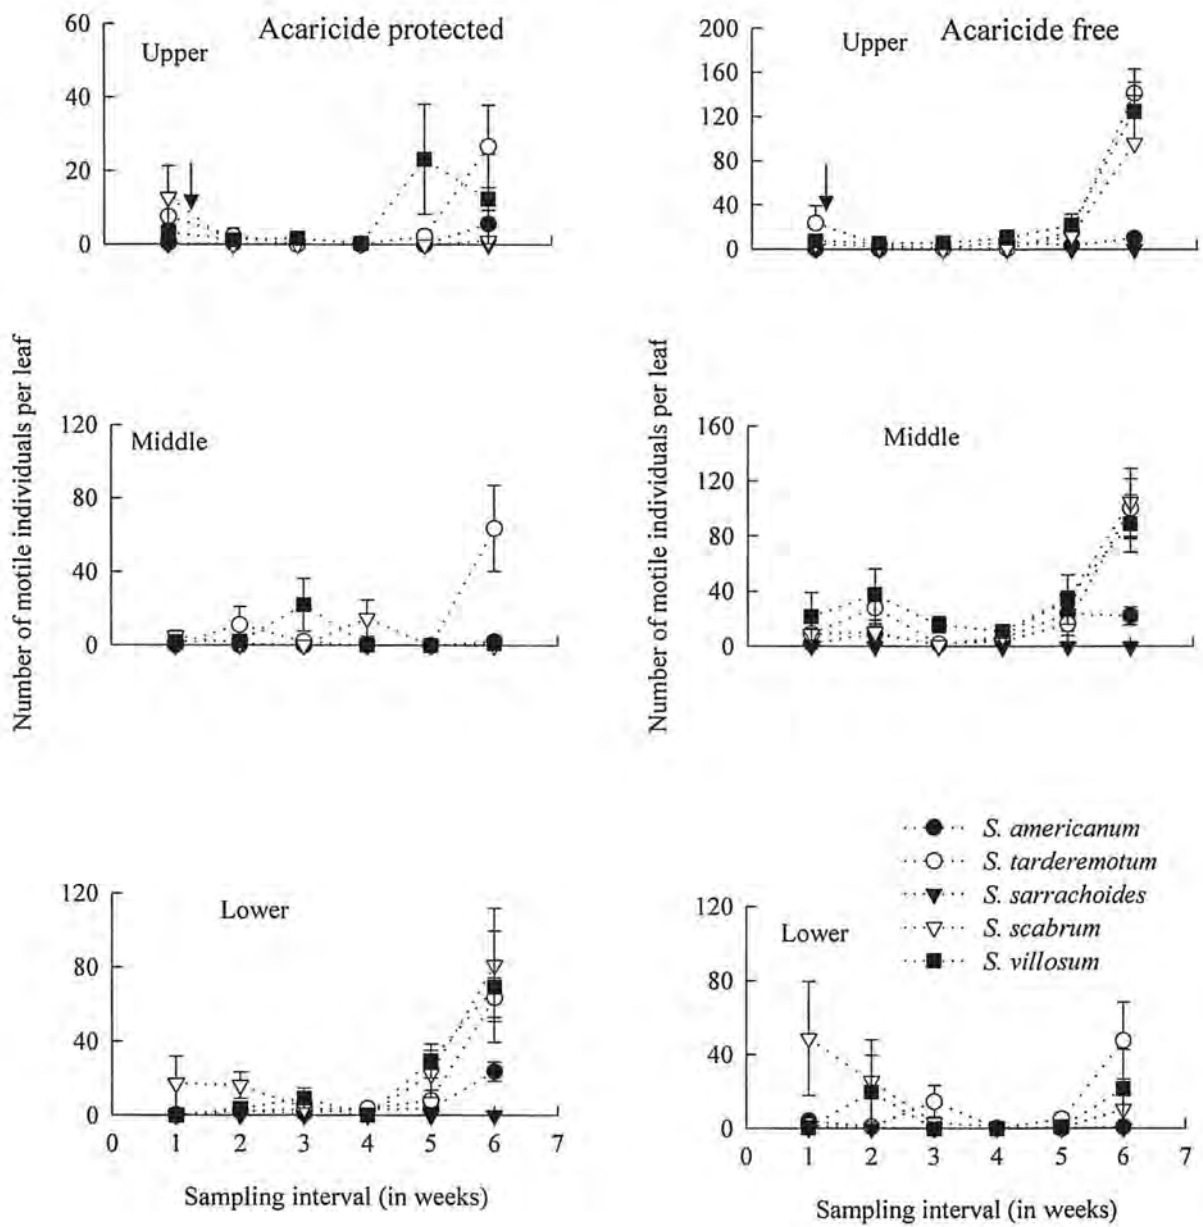 Acaricide protected
Upper
60
40
20
0
Acaricide free
Upper
200
160
120
80
40
0
Number of motile individuals per leaf
Middle
120
80
40
0
Number of motile individuals per leaf
Middle
160
120
80
40
0
Lower
120
80
40
0
0 1 2 3 4 5 6 7
Sampling interval (in weeks)
S. americanum
S. tarderemotum
S. sarrachoides
S. scabrum
S. villosum
Lower
120
80
40
0
0 1 2 3 4 5 6 7
Sampling interval (in weeks)